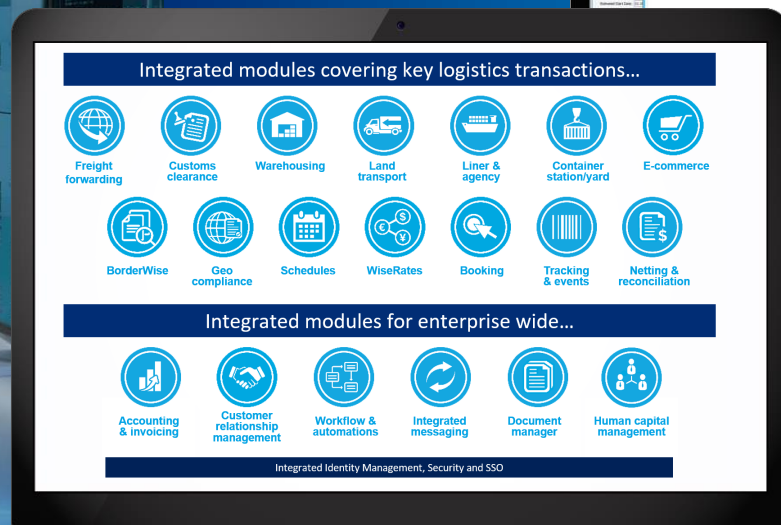 Integrated modules covering key logistics transactions...
Freight
forwarding
Customs
clearance
Warehousing
Land
transport
Liner &
agency
Container
station/yard
E-commerce
BorderWise
Geo
compliance
Schedules
WiseRates
Booking
Tracking
& events
Netting &
reconciliation
Integrated modules for enterprise wide...
Accounting
& invoicing
Customer
relationship
management
Workflow &
automations
Integrated
messaging
Document
manager
Human capital
management
Integrated Identity Management, Security and SSO